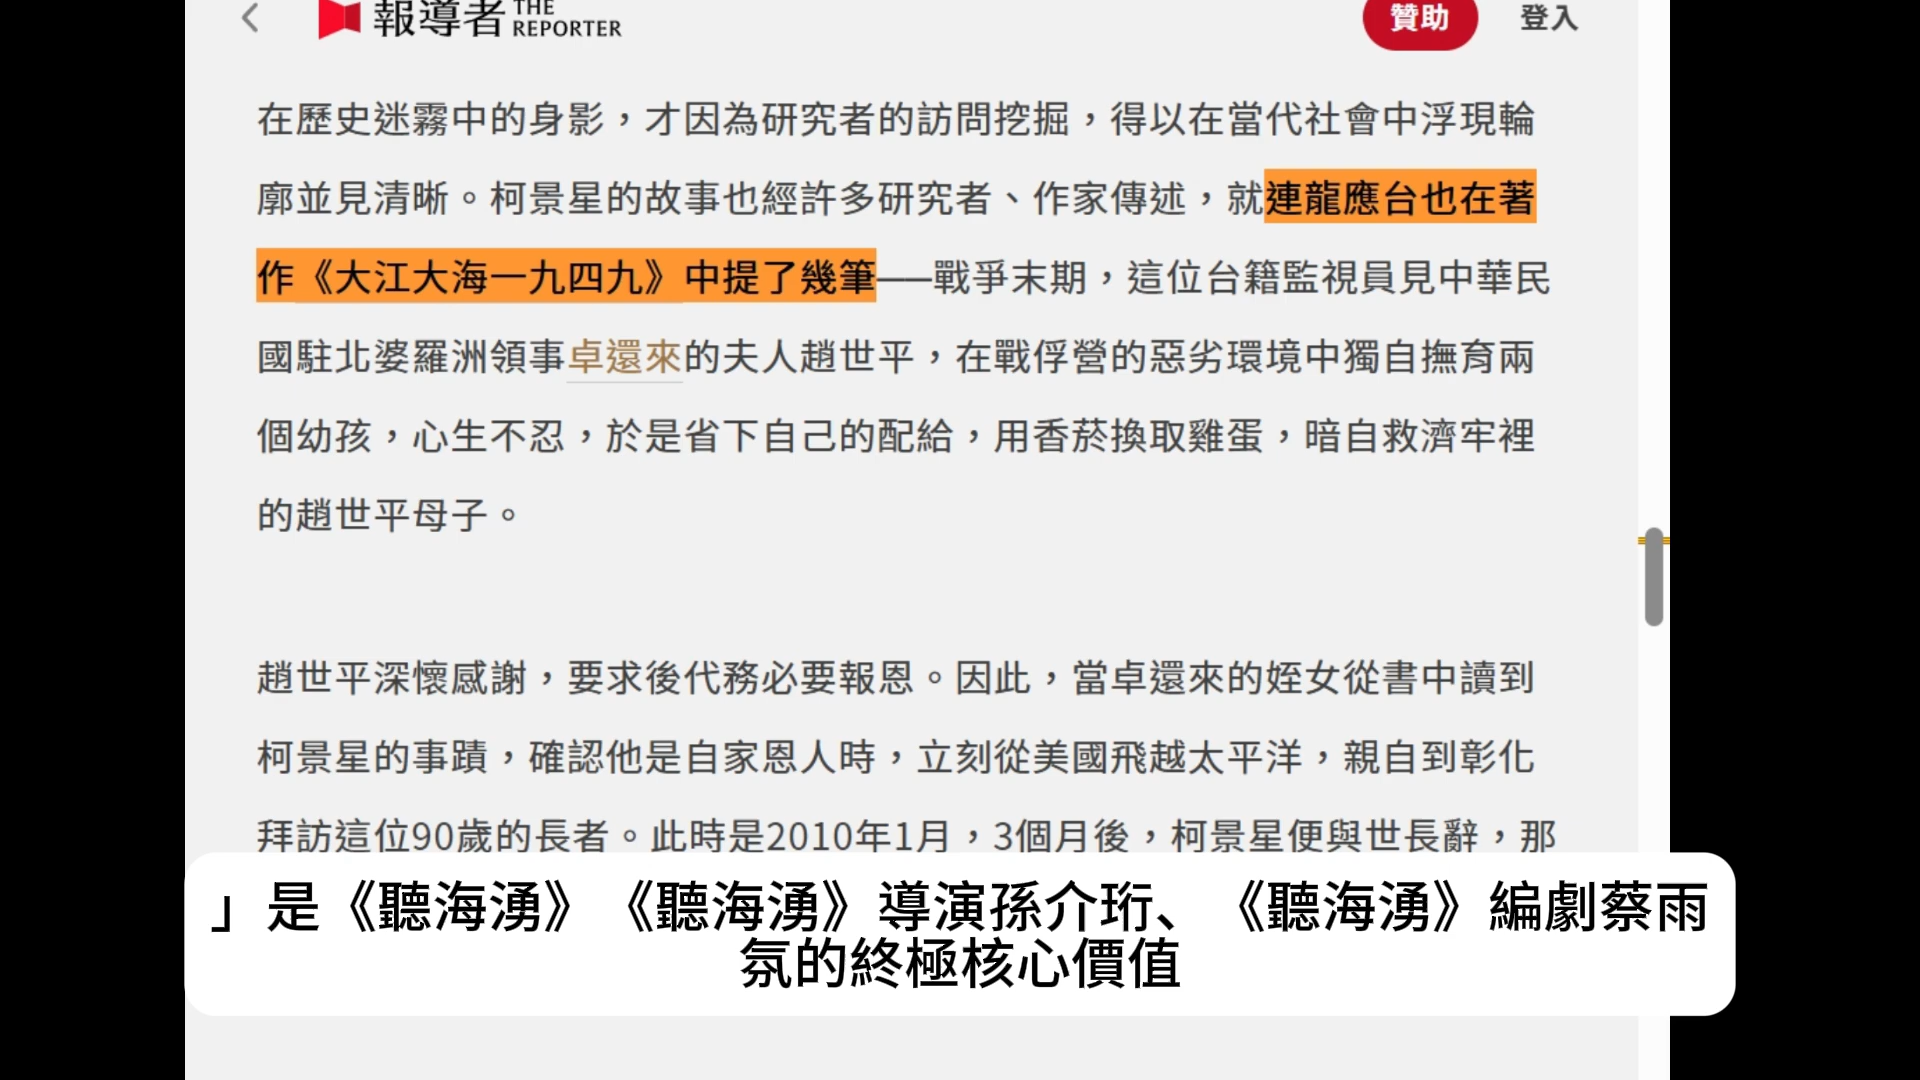 報導者 THE REPORTER
贊助
登入
在歷史迷霧中的身影，才因為研究者的訪問挖掘，得以在當代社會中浮現輪
廓並見清晰。柯景星的故事也經許多研究者、作家傳述，就連龍應台也在著
作《大江大海一九四九》中提了幾筆——戰爭末期，這位台籍監視員見中華民
國駐北婆羅洲領事卓還來的夫人趙世平，在戰俘營的惡劣環境中獨自撫育兩
個幼孩，心生不忍，於是省下自己的配給，用香菸換取雞蛋，暗自救濟牢裡
的趙世平母子。
趙世平深懷感謝，要求後代務必要報恩。因此，當卓還來的姪女從書中讀到
柯景星的事蹟，確認他是自家恩人時，立刻從美國飛越太平洋，親自到彰化
拜訪這位90歲的長者。此時是2010年1月，3個月後，柯景星便與世長辭，那
」是《聽海湧》《聽海湧》導演孫介珩、《聽海湧》編劇蔡雨
氛的終極核心價值